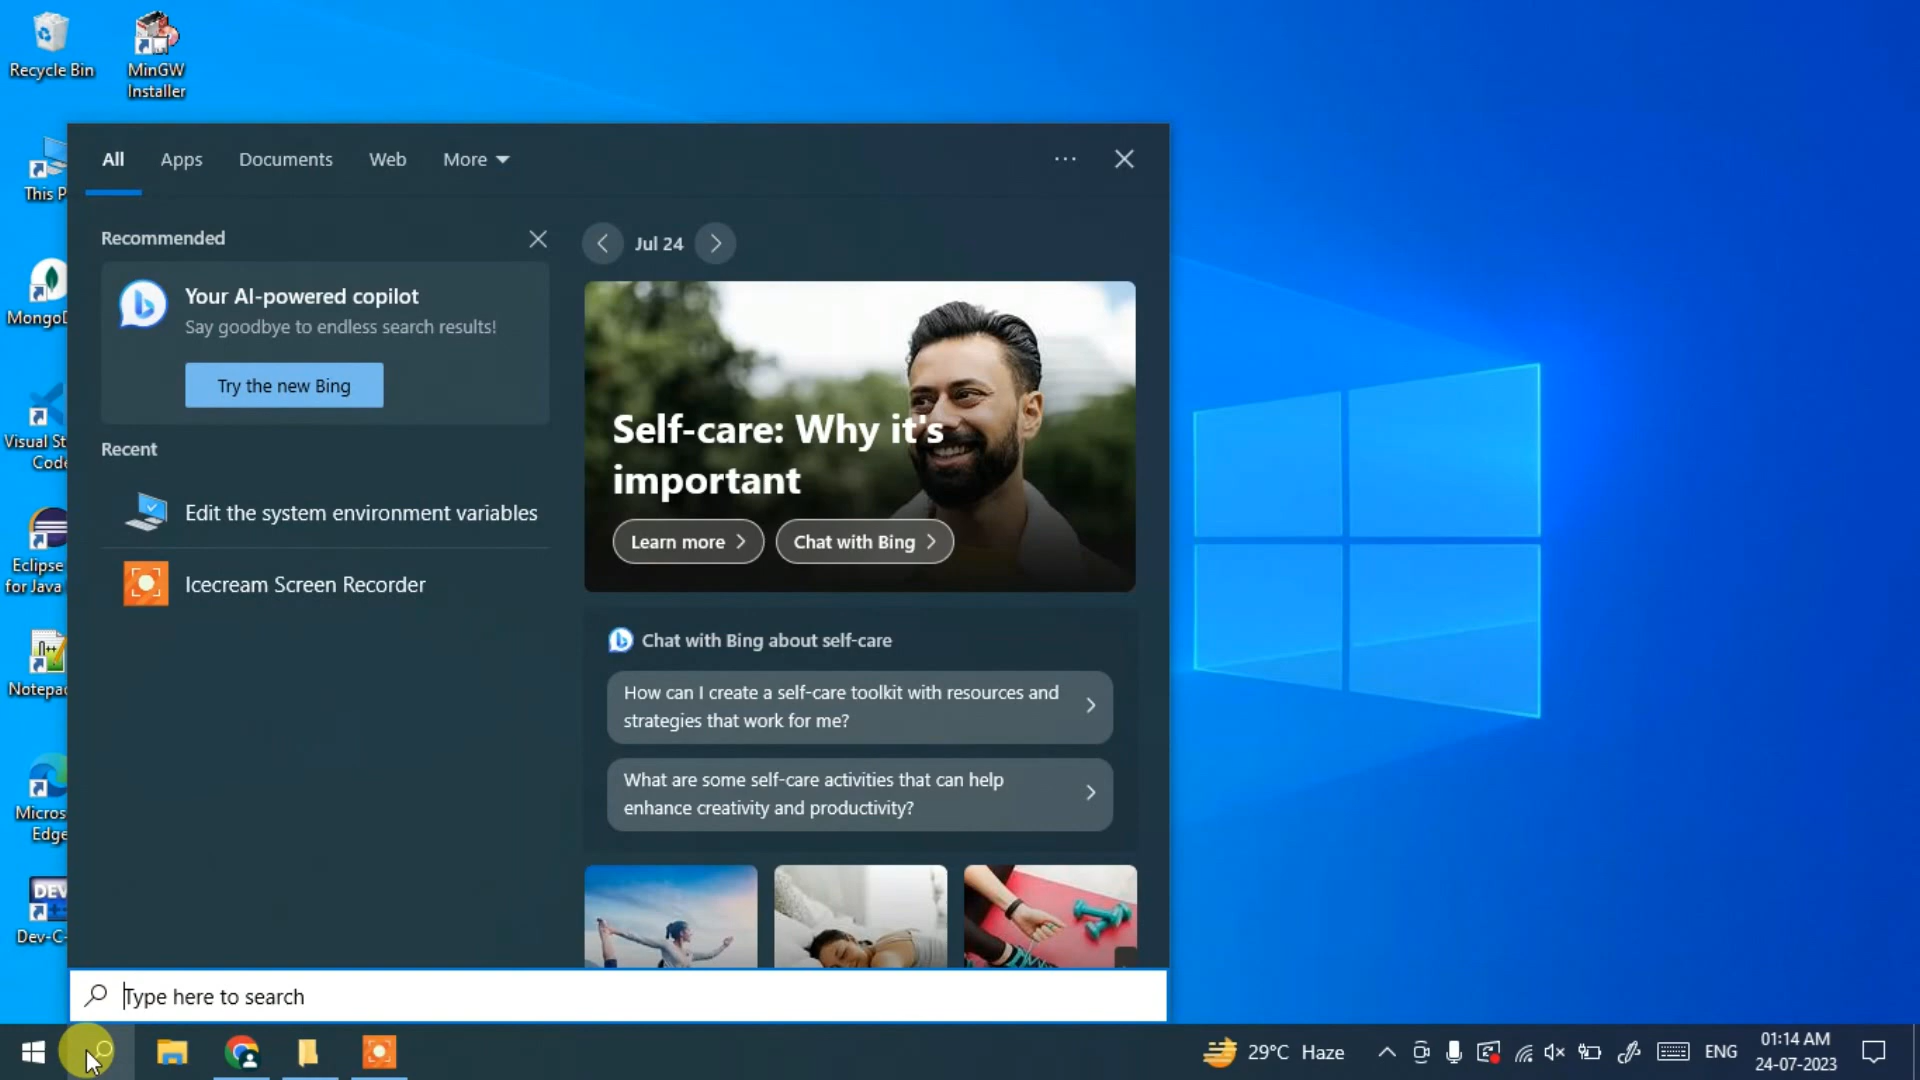 Recycle Bin
MinGW
Installer
This P
MongoD
Visual St
Code
Eclipse
for Java
Notepad
Micros
Edge
DEV
Dev-C-
All
Apps
Documents
Web
More
Recommended
Your AI-powered copilot
Say goodbye to endless search results!
Try the new Bing
Recent
Edit the system environment variables
Icecream Screen Recorder
Jul 24
Self-care: Why it's
important
Learn more
Chat with Bing
Chat with Bing about self-care
How can I create a self-care toolkit with resources and
strategies that work for me?
What are some self-care activities that can help
enhance creativity and productivity?
Type here to search
29°C Haze
ENG
01:14 AM
24-07-2023